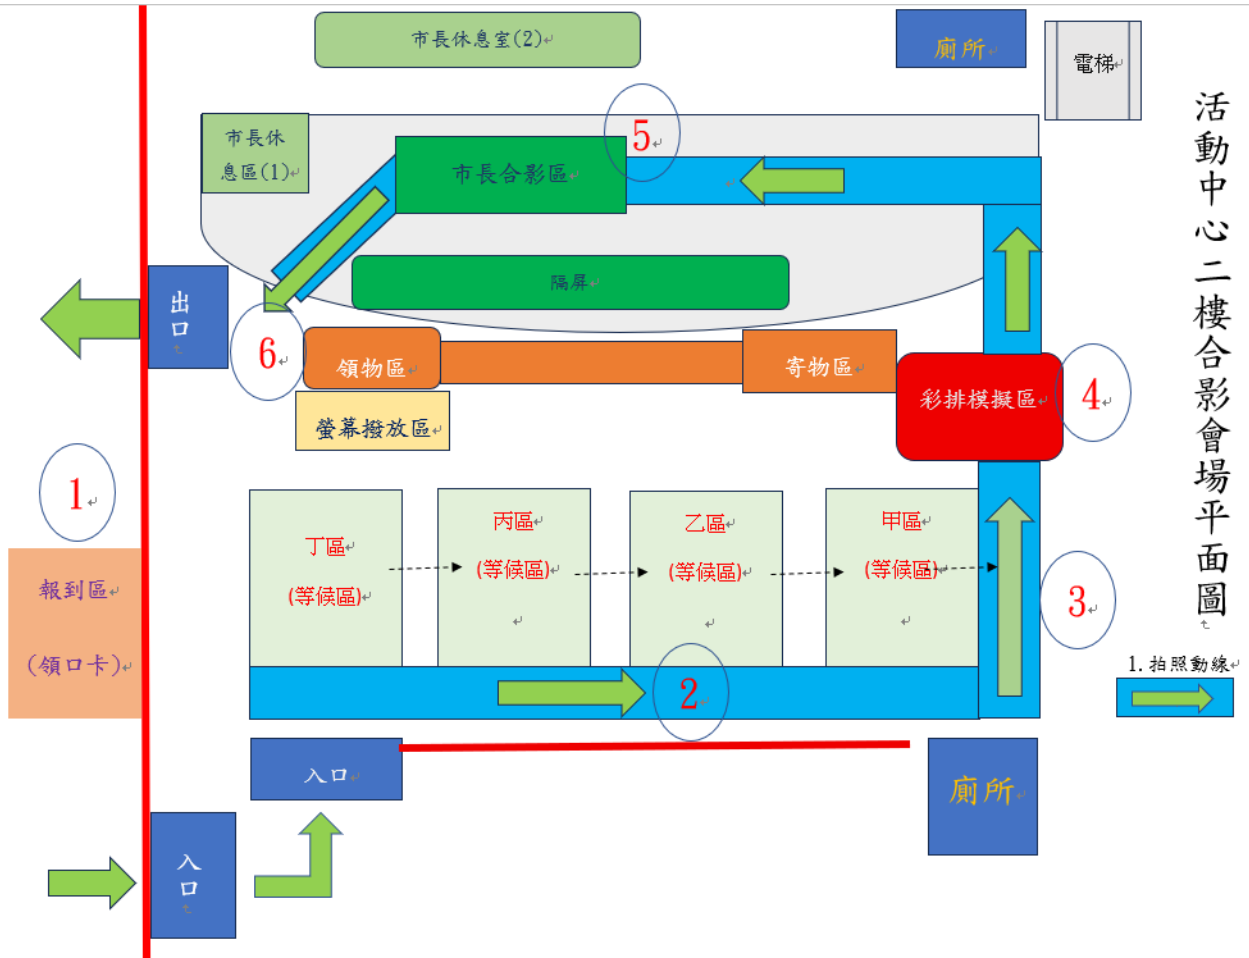 市長休息室(2)
廁所
電梯
活動中心二樓合影會場平面圖
市長休
息區(1)
5
市長合影區
隔屏
出
口
6
領物區
寄物區
彩排模擬區
4
螢幕撥放區
1
報到區
(領口卡)
丁區
(等候區)
丙區
(等候區)
乙區
(等候區)
甲區
(等候區)
3
2
1.拍照動線
入口
廁所
入
口